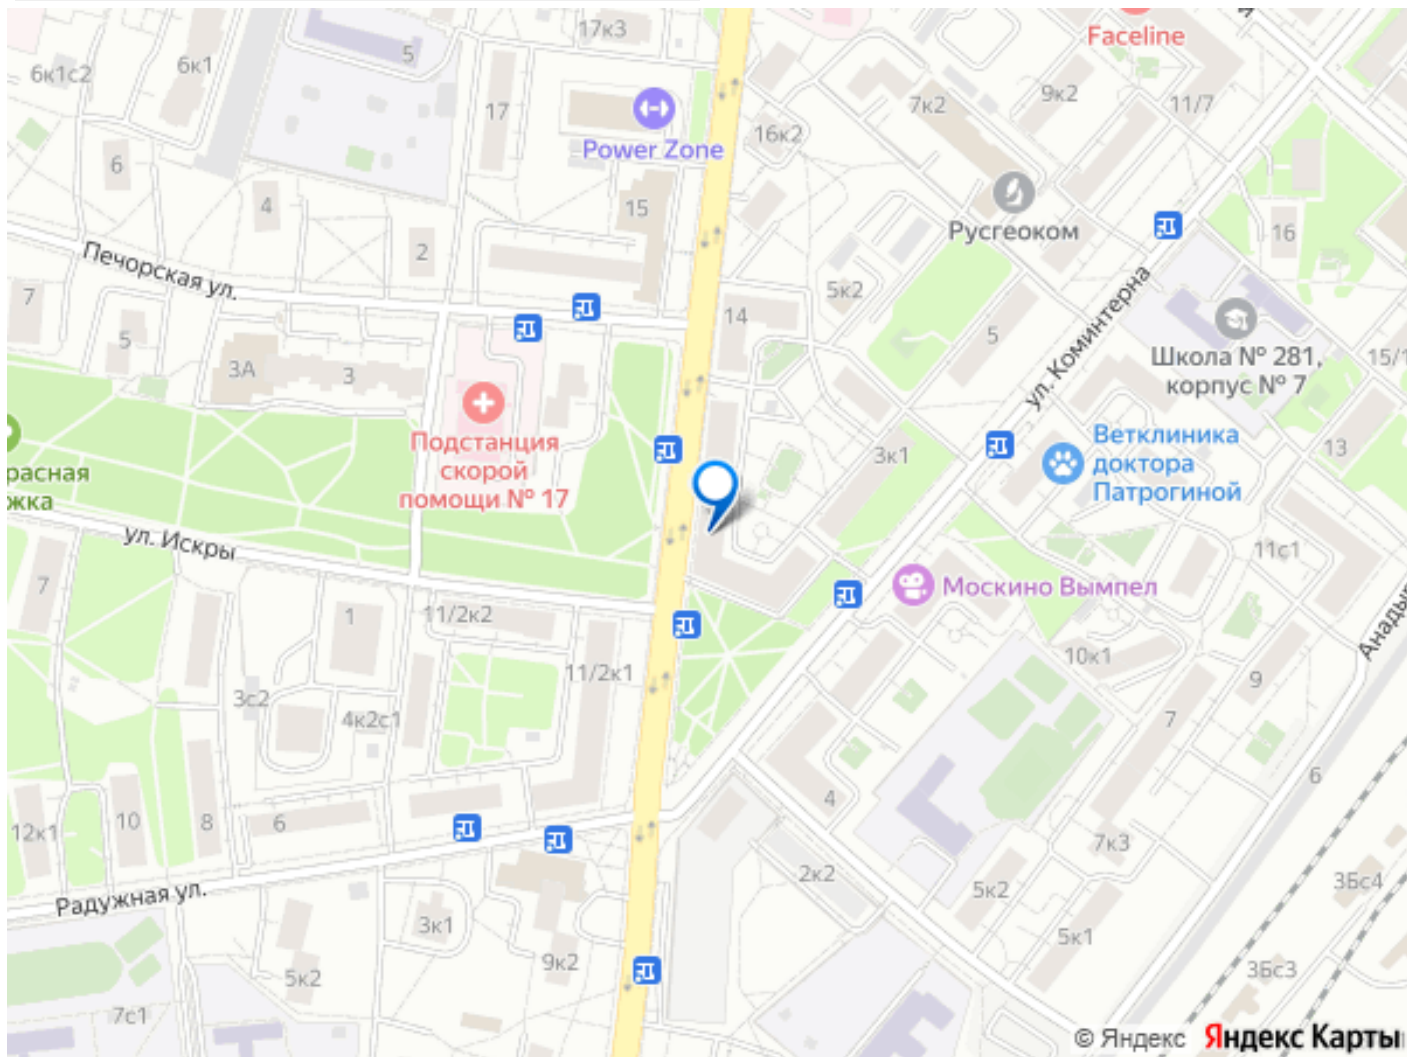 17к3
Faceline
5
6к1с2
6к1
17
7к2
9к2
11/7
16к2
Power Zone
6
4
15
16
Русгеоком
2
Печорская ул.
5к2
7
ул. Коминтерна
14
5
5
Школа № 281,
корпус № 7
15/1
3А
3
Подстанция
скорой
помощи № 17
3к1
Ветклиника
доктора
Патрогиной
13
расная
жка
ул. Искры
11с1
7
Москино Вымпел
1
11/2к2
Анадыр
10к1
11/2к1
9
3с2
4к2с1
7
6
4
12к1
10
8
6
7к3
2к2
3Бс4
5к2
Радужная ул.
3к1
5к1
9к2
5к2
3Бс3
7с1
© Яндекс Яндекс Карты